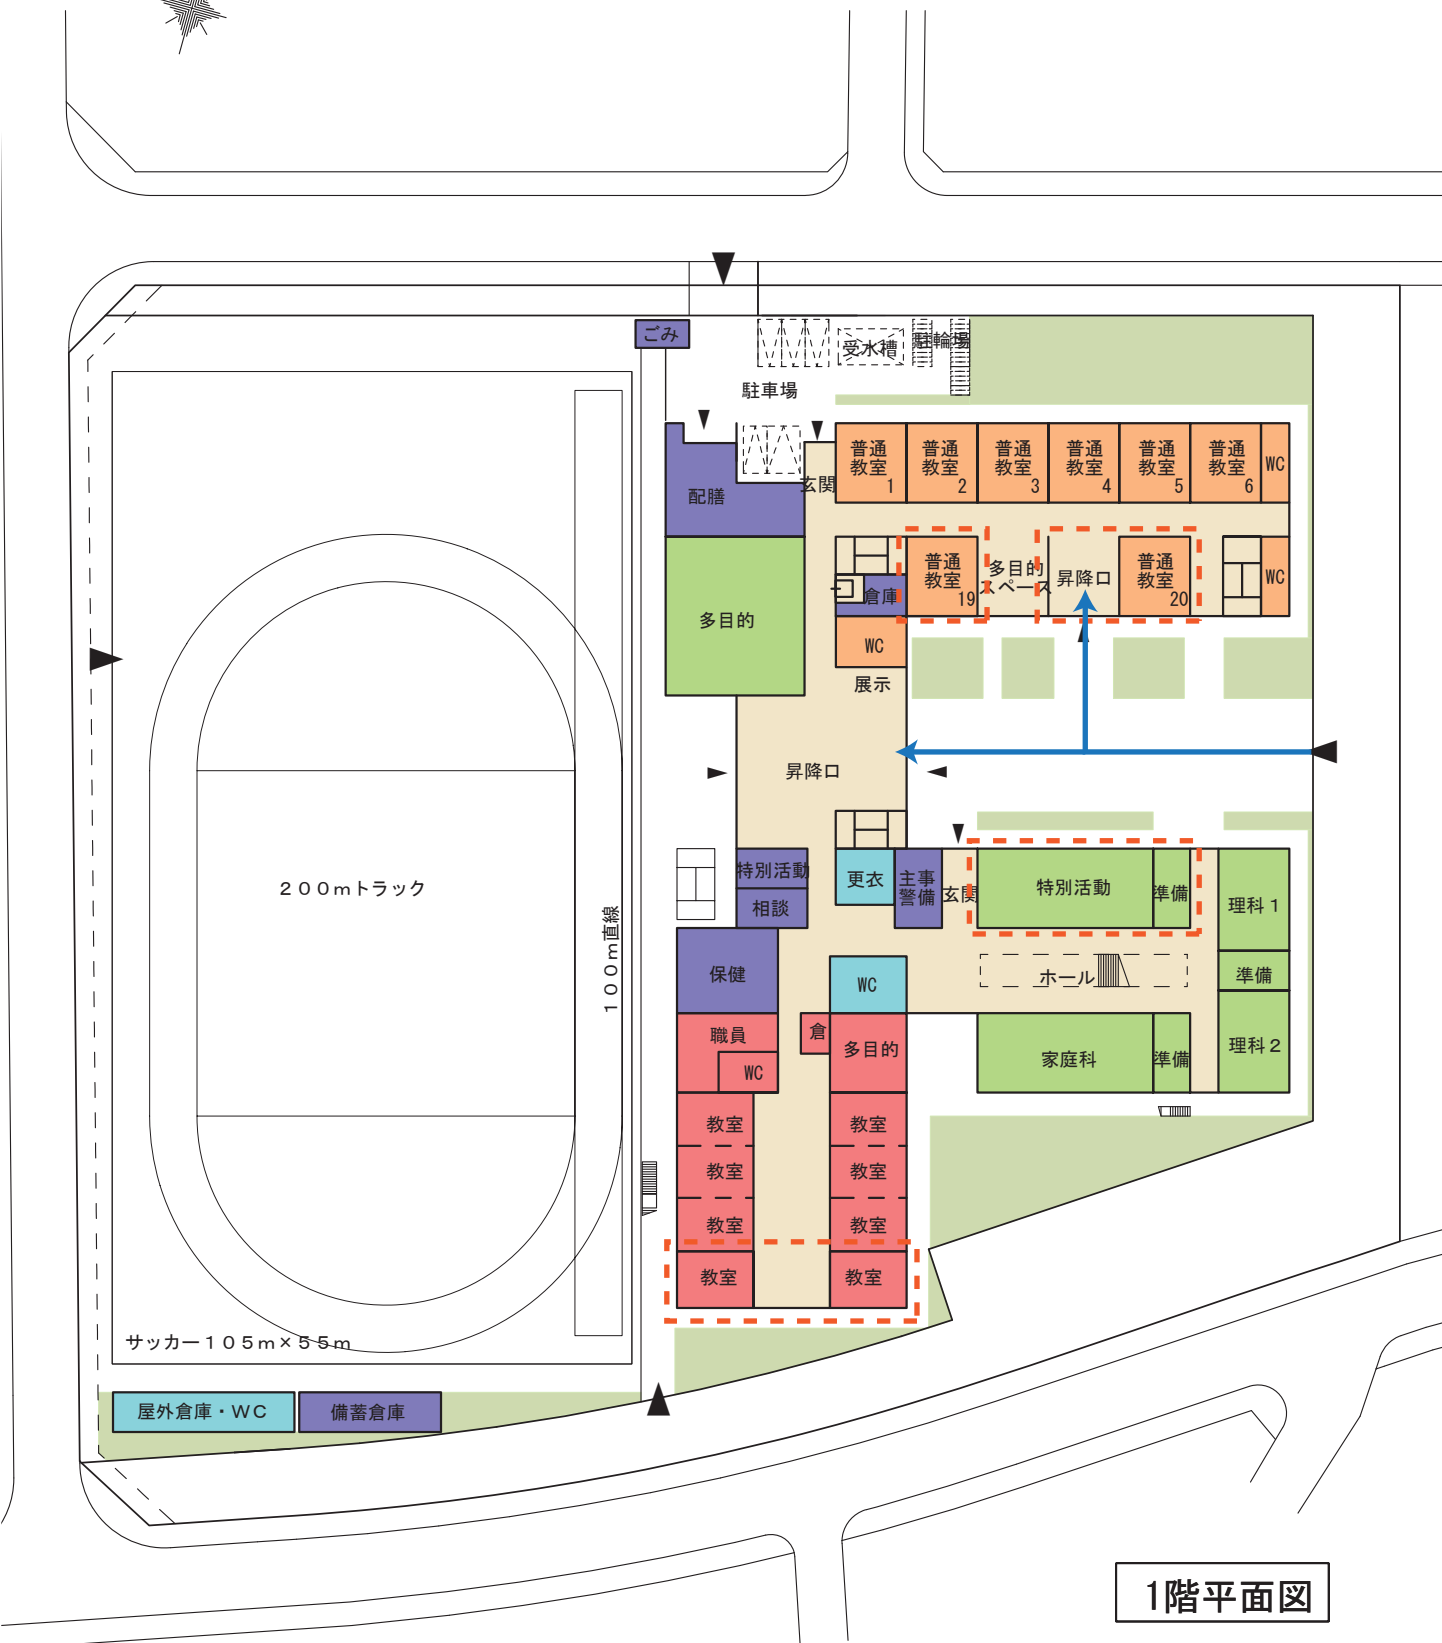 ごみ
受水槽
駐輪場
駐車場
配膳
玄関
普通
教室
1
普通
教室
2
普通
教室
3
普通
教室
4
普通
教室
5
普通
教室
6
WC
多目的
倉庫
普通
教室
19
多目的
スペース
昇降口
普通
教室
20
WC
WC
展示
昇降口
特別活動
相談
更衣
主事
警備
玄関
特別活動
準備
理科1
準備
理科2
ホール
家庭科
準備
保健
WC
職員
WC
倉
多目的
教室
教室
教室
教室
教室
教室
教室
教室
200mトラック
100m直線
サッカー105m×55m
屋外倉庫・WC
備蓄倉庫
1階平面図